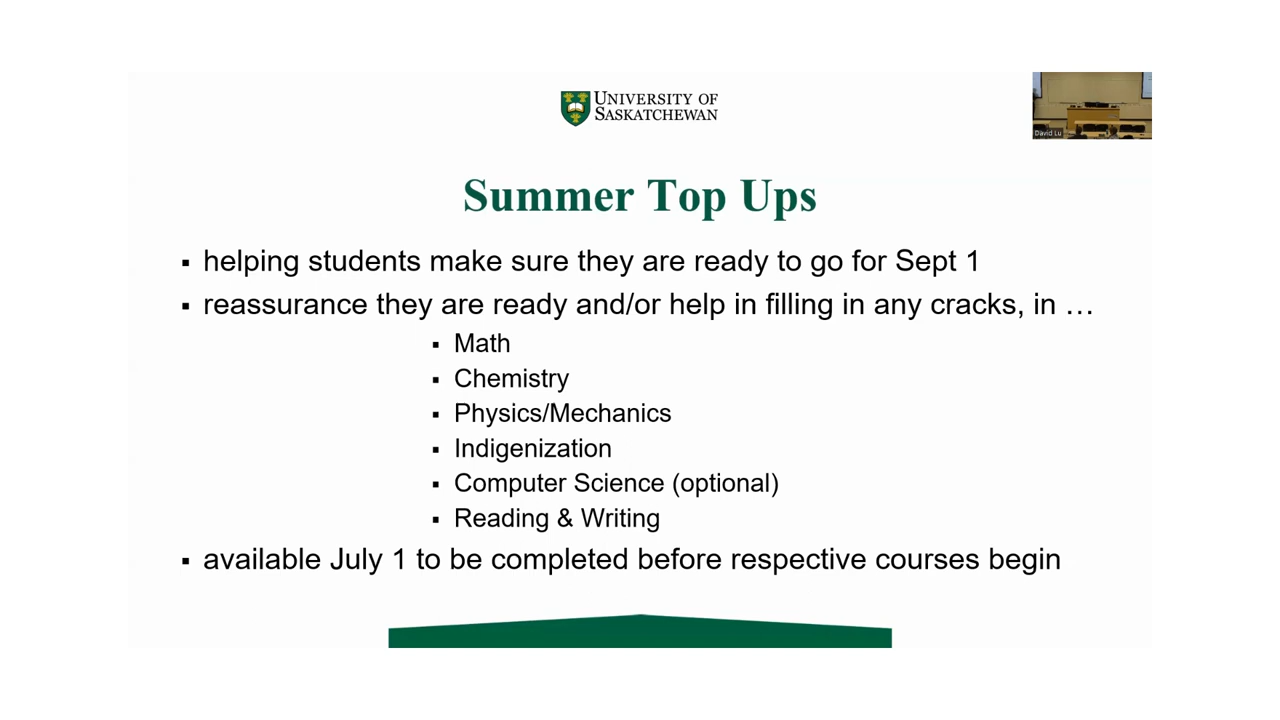 UNIVERSITY OF
SASKATCHEWAN
David Lu
Summer Top Ups
▪ helping students make sure they are ready to go for Sept 1
▪ reassurance they are ready and/or help in filling in any cracks, in …
▪ Math
▪ Chemistry
▪ Physics/Mechanics
▪ Indigenization
▪ Computer Science (optional)
▪ Reading & Writing
▪ available July 1 to be completed before respective courses begin